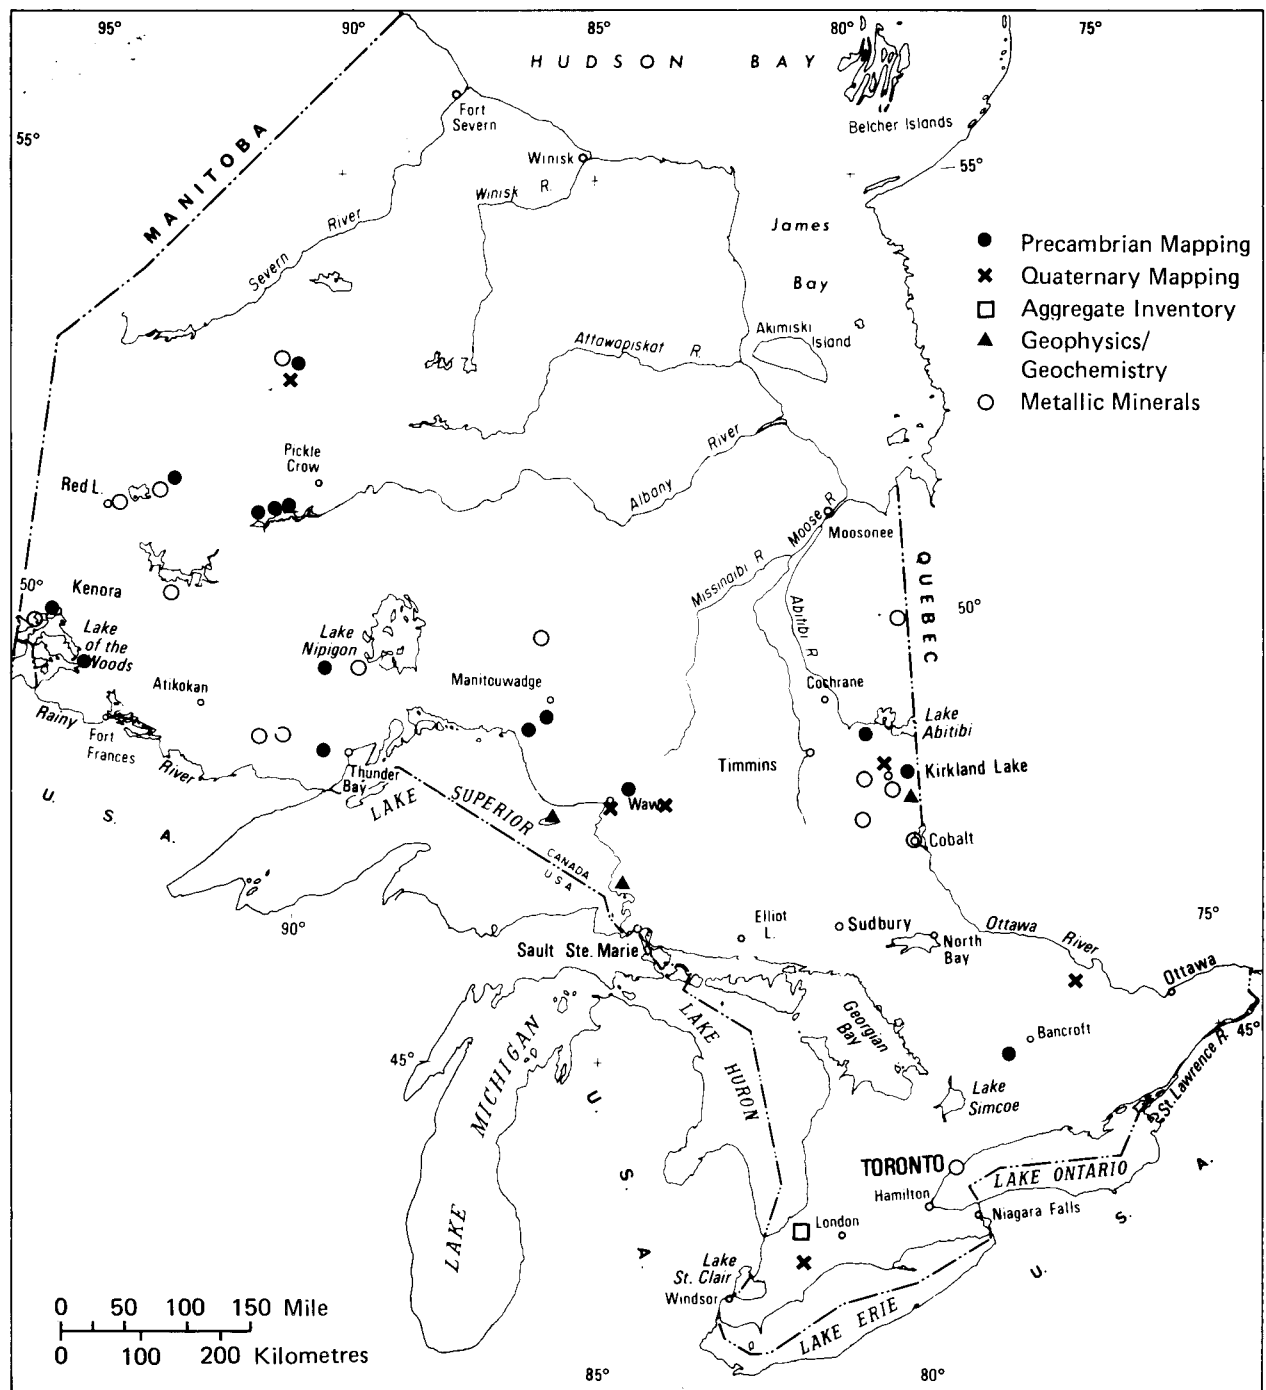 95°
90°
85°
80°
75°
HUDSON BAY
Fort
Severn
Belcher Islands
55°
MANITOBA
Winisk
55°
Winisk R.
Severn River
James
Bay
Precambrian Mapping
Quaternary Mapping
Aggregate Inventory
Geophysics/
Geochemistry
Metallic Minerals
Akimiski
Island
Attawapiskat R.
Pickle
Crow
Albany River
Red L.
Moose R
Moosonee
QUEBEC
Missinaibi R
Abitibi R
50°
Kenora
50°
Lake
of the
Woods
Lake
Nipigon
Atikokan
Manitouwadge
Cochrane
Lake
Abitibi
Rainy
River
Fort
Frances
Thunder
Bay
Timmins
Kirkland Lake
U. S. A.
LAKE SUPERIOR
Wawa
CANADA
USA
Cobalt
90°
Elliot
L.
Sudbury
North
Bay
Ottawa River
75°
Sault Ste. Marie
Ottawa
45°
LAKE HURON
Georgian
Bay
Bancroft
45°
LAKE MICHIGAN
Lake
Simcoe
St. Lawrence R.
U. S. A.
TORONTO
LAKE ONTARIO
Hamilton
Niagara Falls
U. S. A.
London
Lake
St. Clair
Windsor
LAKE ERIE
0 50 100 150 Mile
0 100 200 Kilometres
85°
80°